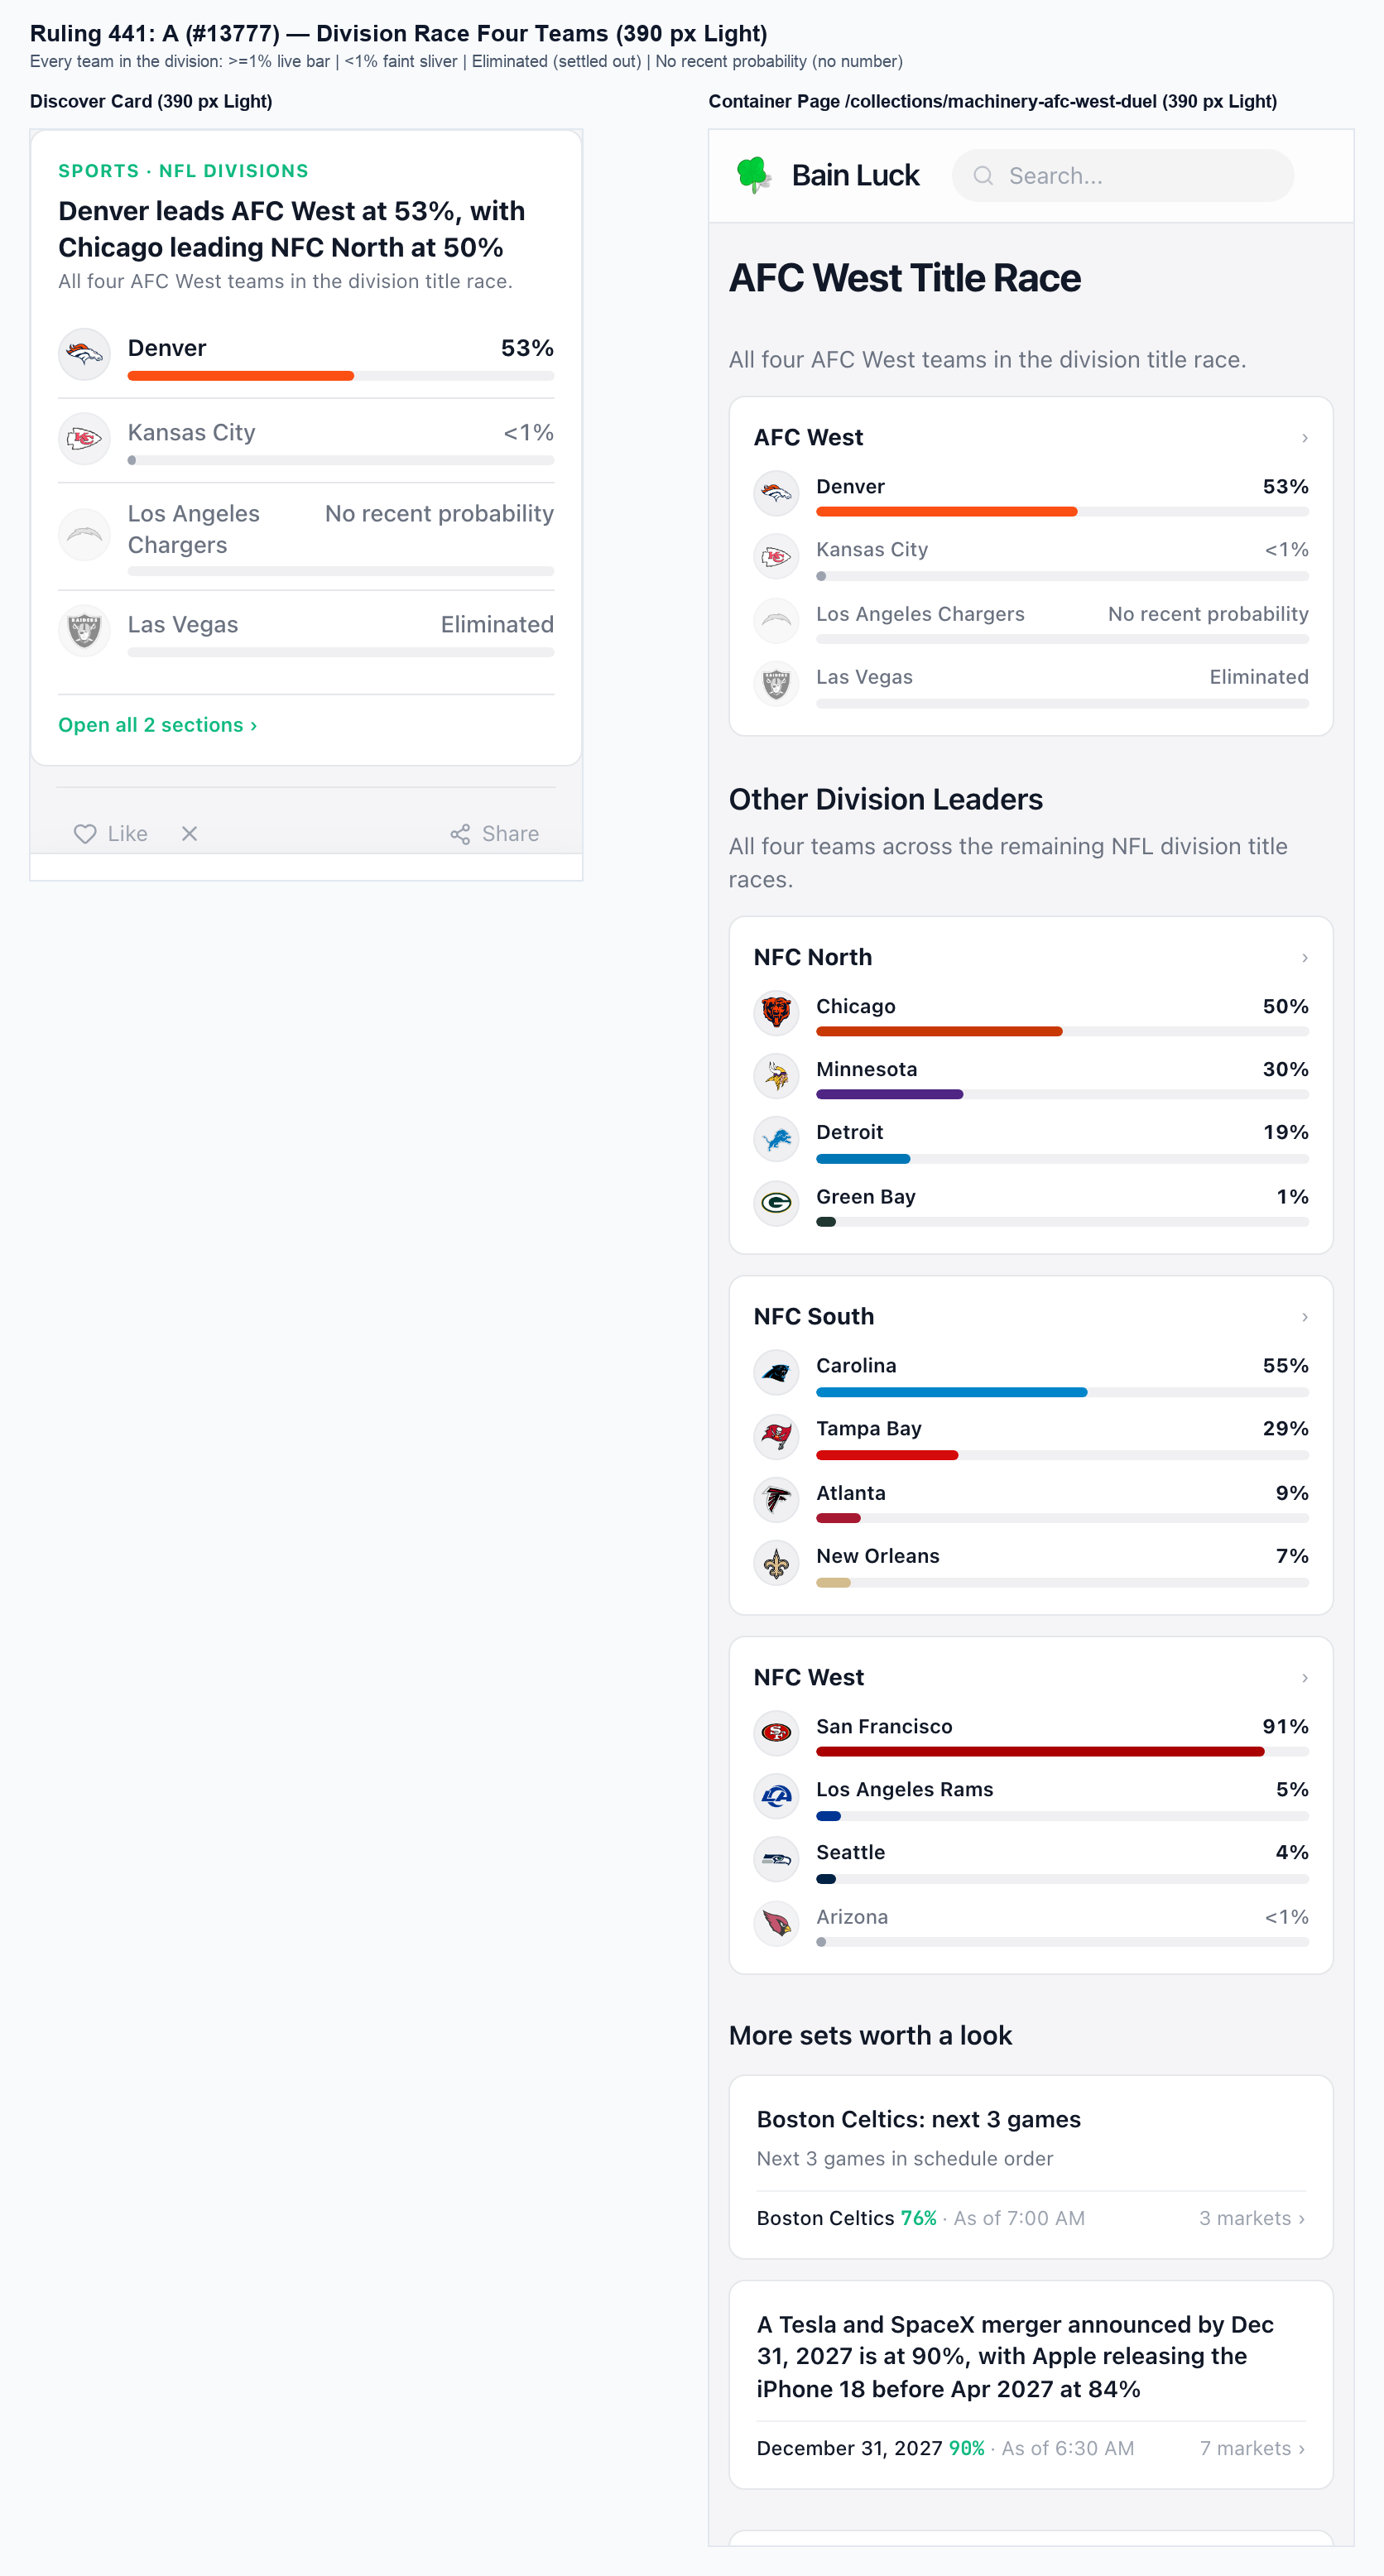 Ruling 441: A (#13777) — Division Race Four Teams (390 px Light)
Every team in the division: >=1% live bar | <1% faint sliver | Eliminated (settled out) | No recent probability (no number)
Discover Card (390 px Light)
SPORTS · NFL DIVISIONS
Denver leads AFC West at 53%, with
Chicago leading NFC North at 50%
All four AFC West teams in the division title race.
Denver 53%
Kansas City <1%
Los Angeles No recent probability
Chargers
Las Vegas Eliminated
Open all 2 sections ›
Like Share
Container Page /collections/machinery-afc-west-duel (390 px Light)
Bain Luck Search...
AFC West Title Race
All four AFC West teams in the division title race.
AFC West ›
Denver 53%
Kansas City <1%
Los Angeles Chargers No recent probability
Las Vegas Eliminated
Other Division Leaders
All four teams across the remaining NFL division title
races.
NFC North ›
Chicago 50%
Minnesota 30%
Detroit 19%
Green Bay 1%
NFC South ›
Carolina 55%
Tampa Bay 29%
Atlanta 9%
New Orleans 7%
NFC West ›
San Francisco 91%
Los Angeles Rams 5%
Seattle 4%
Arizona <1%
More sets worth a look
Boston Celtics: next 3 games
Next 3 games in schedule order
Boston Celtics 76% · As of 7:00 AM 3 markets ›
A Tesla and SpaceX merger announced by Dec
31, 2027 is at 90%, with Apple releasing the
iPhone 18 before Apr 2027 at 84%
December 31, 2027 90% · As of 6:30 AM 7 markets ›